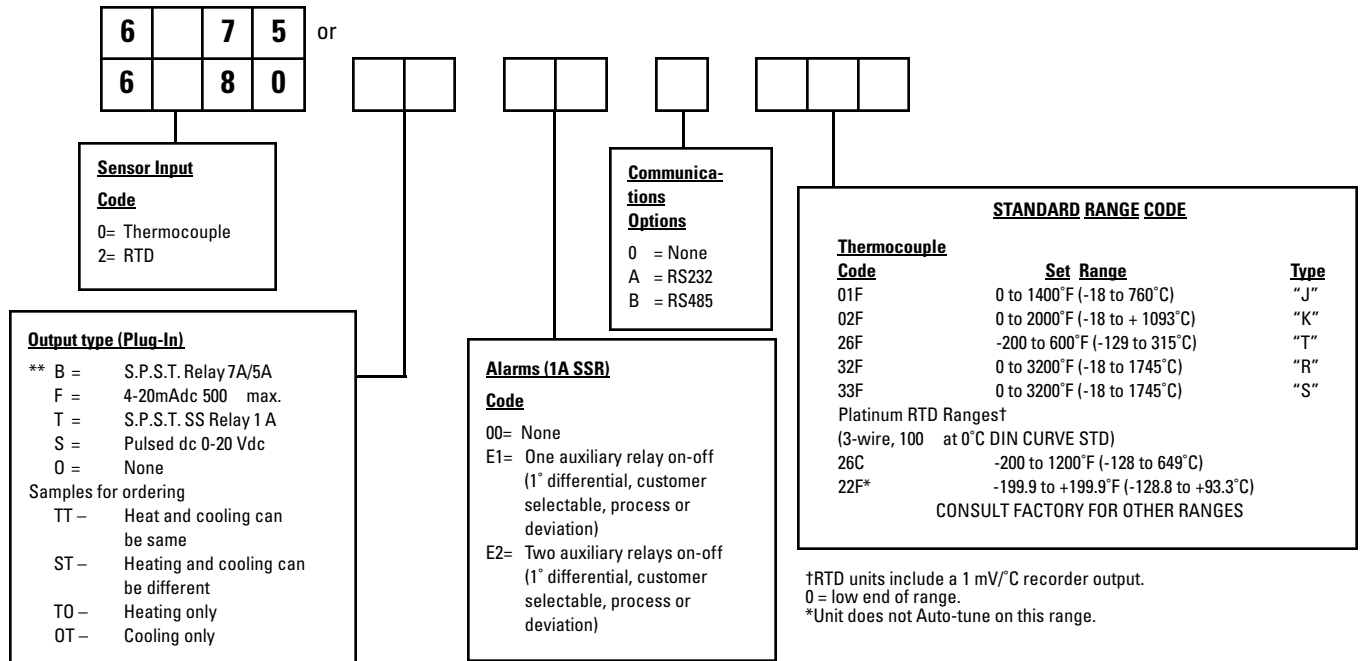 6 7 5 or
6 8 0
Sensor Input
Code
0= Thermocouple
2= RTD
Output type (Plug-In)
** B = S.P.S.T. Relay 7A/5A
F = 4-20mAdc 500 max.
T = S.P.S.T. SS Relay 1 A
S = Pulsed dc 0-20 Vdc
0 = None
Samples for ordering
TT – Heat and cooling can
be same
ST – Heating and cooling can
be different
TO – Heating only
OT – Cooling only
Alarms (1A SSR)
Code
00= None
E1= One auxiliary relay on-off
(1˚ differential, customer
selectable, process or
deviation)
E2= Two auxiliary relays on-off
(1˚ differential, customer
selectable, process or
deviation)
Communica-
tions
Options
0 = None
A = RS232
B = RS485
STANDARD RANGE CODE
Thermocouple
Code Set Range Type
01F 0 to 1400˚F (-18 to 760˚C) “J”
02F 0 to 2000˚F (-18 to + 1093˚C) “K”
26F -200 to 600˚F (-129 to 315˚C) “T”
32F 0 to 3200˚F (-18 to 1745˚C) “R”
33F 0 to 3200˚F (-18 to 1745˚C) “S”
Platinum RTD Ranges†
(3-wire, 100 at 0˚C DIN CURVE STD)
26C -200 to 1200˚F (-128 to 649˚C)
22F* -199.9 to +199.9˚F (-128.8 to +93.3˚C)
CONSULT FACTORY FOR OTHER RANGES
†RTD units include a 1 mV/˚C recorder output.
0 = low end of range.
*Unit does not Auto-tune on this range.